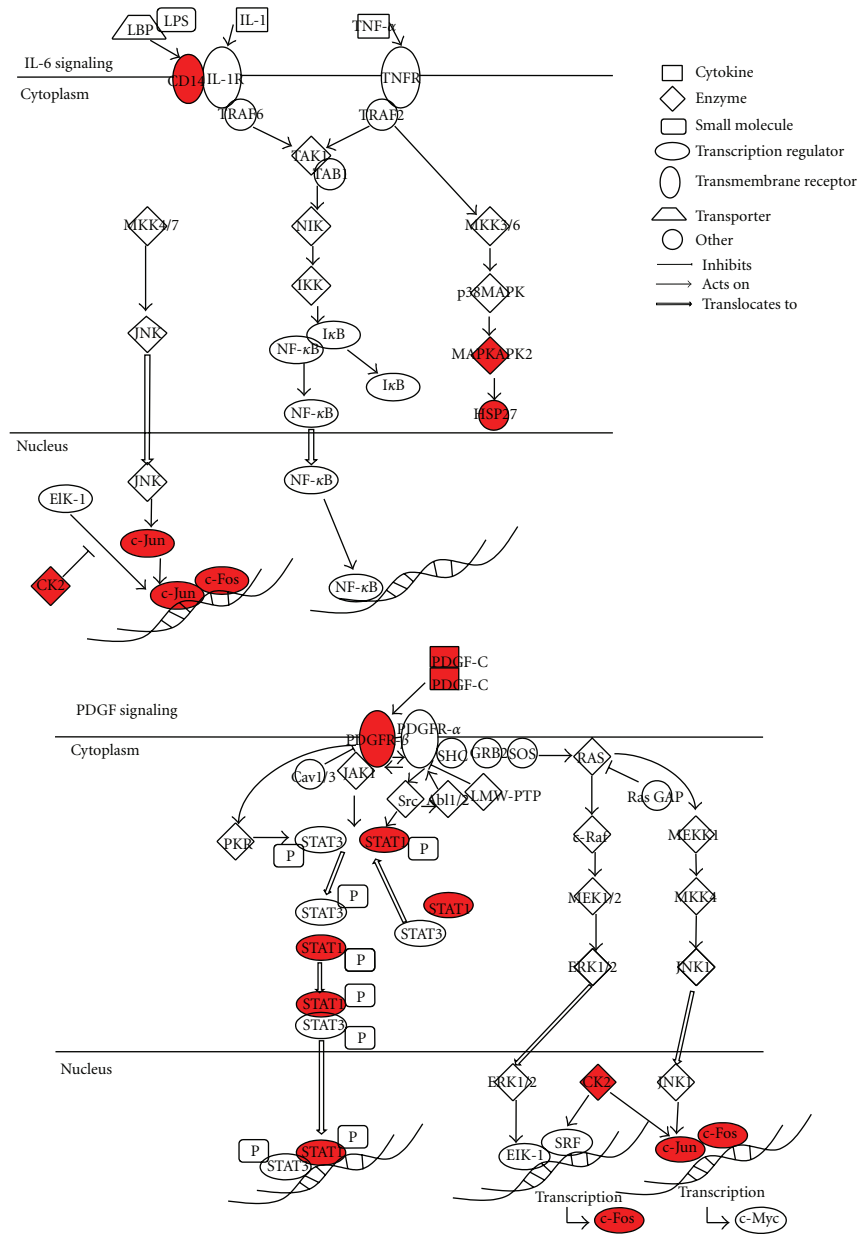 LPS
LBP
IL-1
TNF-α
IL-6 signaling
CD14
IL-1R
TNFR
Cytoplasm
TRAF6
TRAF2
TAK1
TAB1
MKK4/7
NIK
MKK3/6
IKK
p38MAPK
JNK
IκB
NF-κB
MAPKAPK2
IκB
NF-κB
HSP27
Nucleus
JNK
NF-κB
ElK-1
c-Jun
CK2
c-Jun
c-Fos
NF-κB
Cytokine
Enzyme
Small molecule
Transcription regulator
Transmembrane receptor
Transporter
Other
Inhibits
Acts on
Translocates to
PDGF-C
PDGF-C
PDGF signaling
PDGFR-β
PDGFR-α
Cytoplasm
SHC
GRB2
SOS
RAS
Cav1/3
JAK1
Src
Abl1/2
LMW-PTP
Ras GAP
PKR
P
STAT3
STAT1
P
c-Raf
MEKK1
P
STAT3
STAT1
STAT3
MEK1/2
MKK4
STAT1
P
ERK1/2
JNK1
STAT1
P
STAT3
P
Nucleus
ERK1/2
CK2
JNK1
P
STAT3
STAT1
P
EIK-1
SRF
c-Jun
c-Fos
Transcription
c-Fos
Transcription
c-Myc